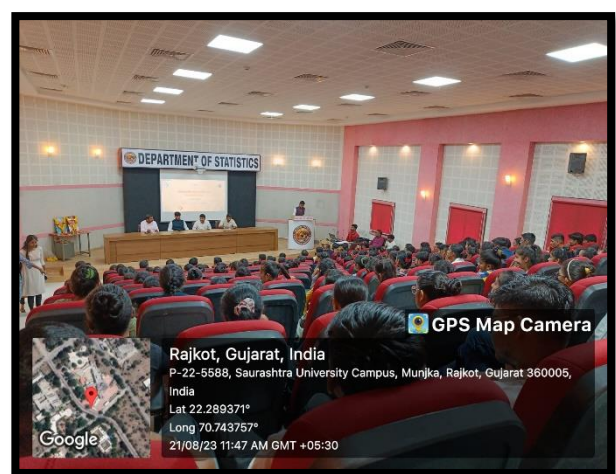 DEPARTMENT OF STATISTICS
GPS Map Camera
Rajkot, Gujarat, India
P-22-5588, Saurashtra University Campus, Munjka, Rajkot, Gujarat 360005,
India
Lat 22.289371°
Long 70.743757°
21/08/23 11:47 AM GMT +05:30
Google